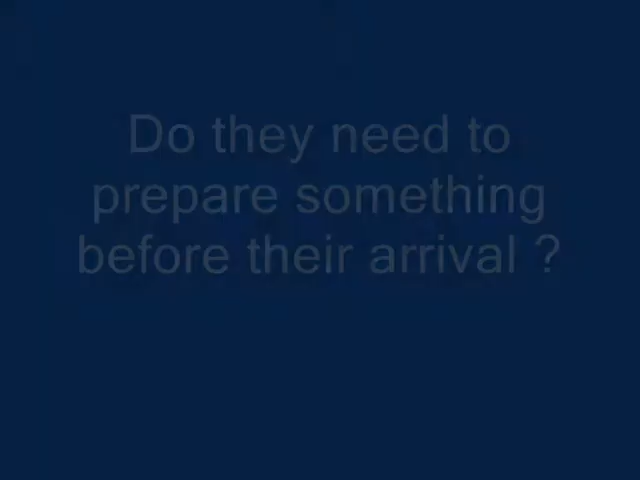 Do they need to
prepare something
before their arrival ?